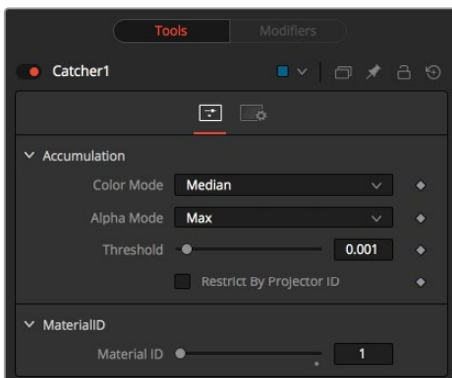 Tools Modifiers
Catcher1
Accumulation
Color Mode Median
Alpha Mode Max
Threshold 0.001
Restrict By Projector ID
MaterialID
Material ID 1